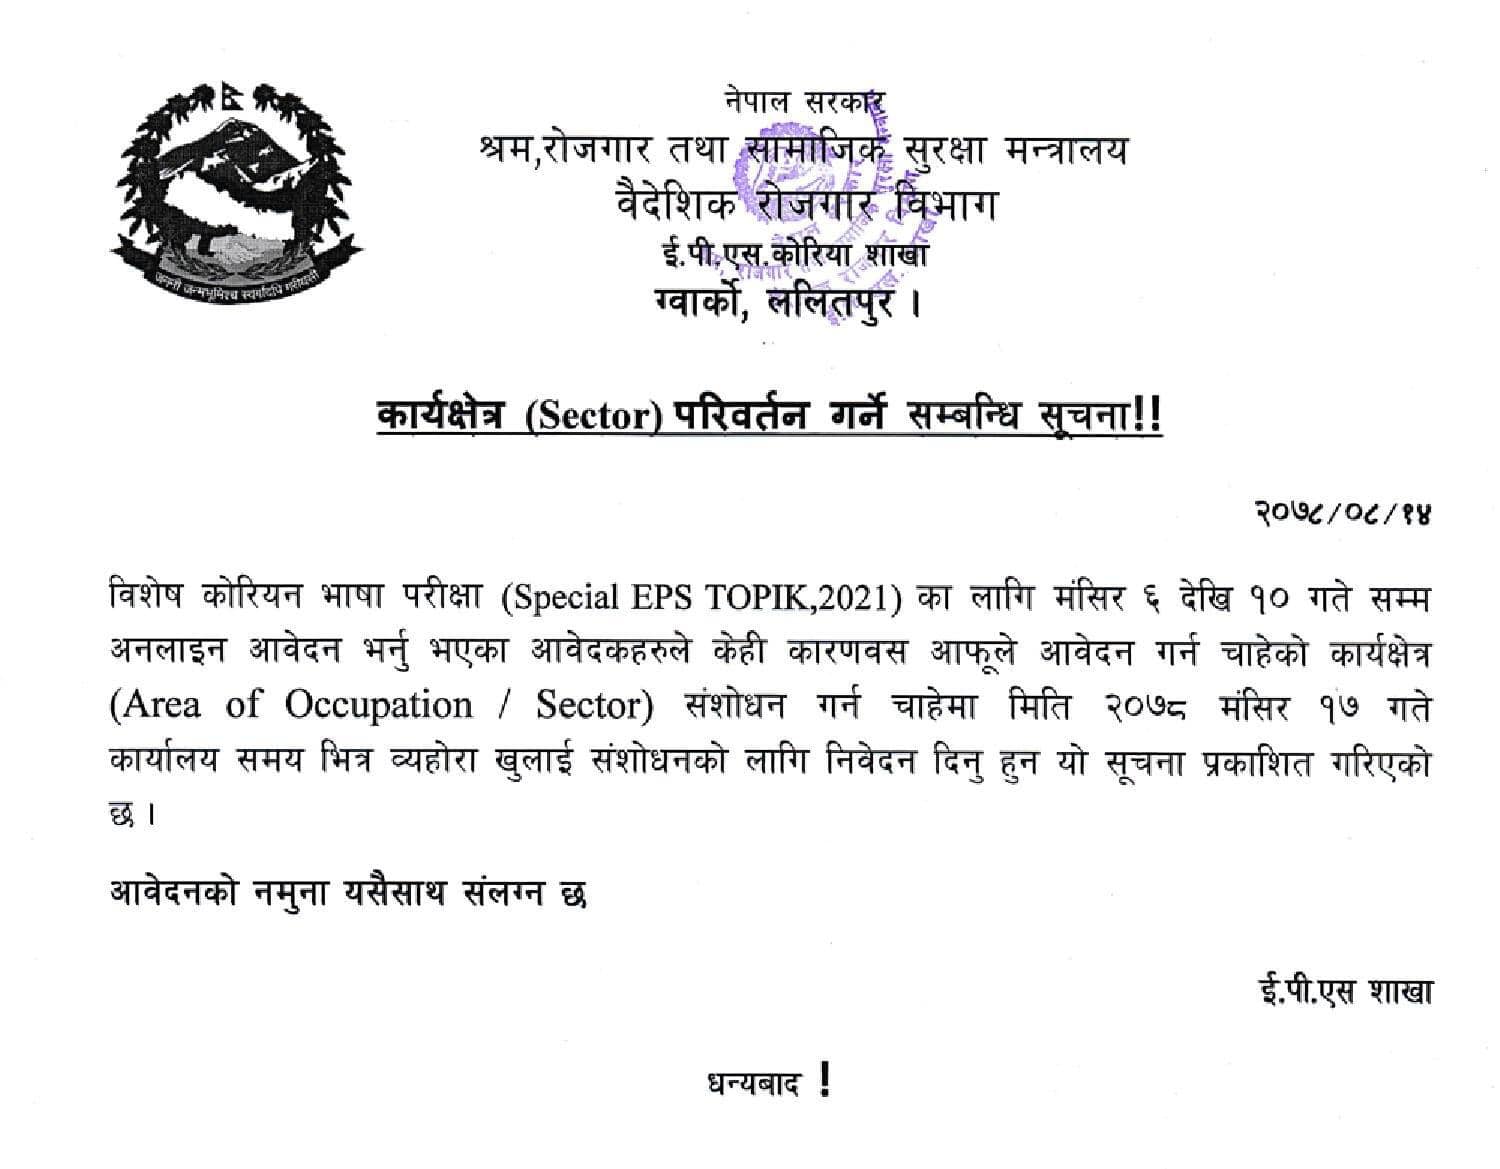 नेपाल सरकार
श्रम,रोजगार तथा सामाजिक सुरक्षा मन्त्रालय
वैदेशिक रोजगार विभाग
ई.पी.एस.कोरिया शाखा
ग्वार्को, ललितपुर ।
जननी जन्मभूमिश्च स्वर्गादपि गरीयसी
कार्यक्षेत्र (Sector) परिवर्तन गर्ने सम्बन्धि सूचना!!
२०७८/०८/१४
विशेष कोरियन भाषा परीक्षा (Special EPS TOPIK,2021) का लागि मंसिर ६ देखि १० गते सम्म
अनलाइन आवेदन भर्नु भएका आवेदकहरुले केही कारणवस आफूले आवेदन गर्न चाहेको कार्यक्षेत्र
(Area of Occupation / Sector) संशोधन गर्न चाहेमा मिति २०७८ मंसिर १७ गते
कार्यालय समय भित्र व्यहोरा खुलाई संशोधनको लागि निवेदन दिनु हुन यो सूचना प्रकाशित गरिएको
छ ।
आवेदनको नमुना यसैसाथ संलग्न छ
ई.पी.एस शाखा
धन्यबाद !